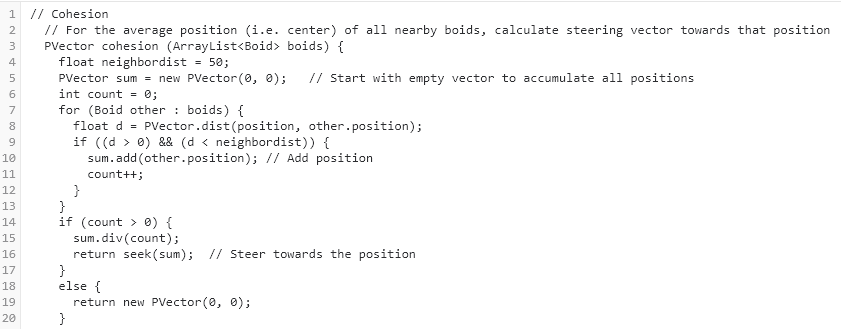 1 // Cohesion
2 // For the average position (i.e. center) of all nearby boids, calculate steering vector towards that position
3 PVector cohesion (ArrayList<Boid> boids) {
4 float neighbordist = 50;
5 PVector sum = new PVector(0, 0); // Start with empty vector to accumulate all positions
6 int count = 0;
7 for (Boid other : boids) {
8 float d = PVector.dist(position, other.position);
9 if ((d > 0) && (d < neighbordist)) {
10 sum.add(other.position); // Add position
11 count++;
12 }
13 }
14 if (count > 0) {
15 sum.div(count);
16 return seek(sum); // Steer towards the position
17 }
18 else {
19 return new PVector(0, 0);
20 }